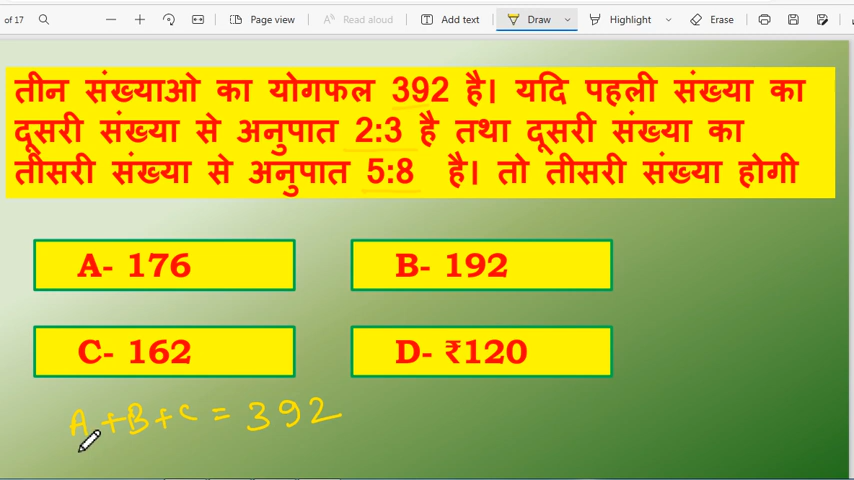 of 17 Page view Read aloud Add text Draw Highlight Erase
तीन संख्याओ का योगफल 392 है। यदि पहली संख्या का
दूसरी संख्या से अनुपात 2:3 है तथा दूसरी संख्या का
तीसरी संख्या से अनुपात 5:8 है। तो तीसरी संख्या होगी
A- 176 B- 192
C- 162 D- ₹120
A+B+C = 392